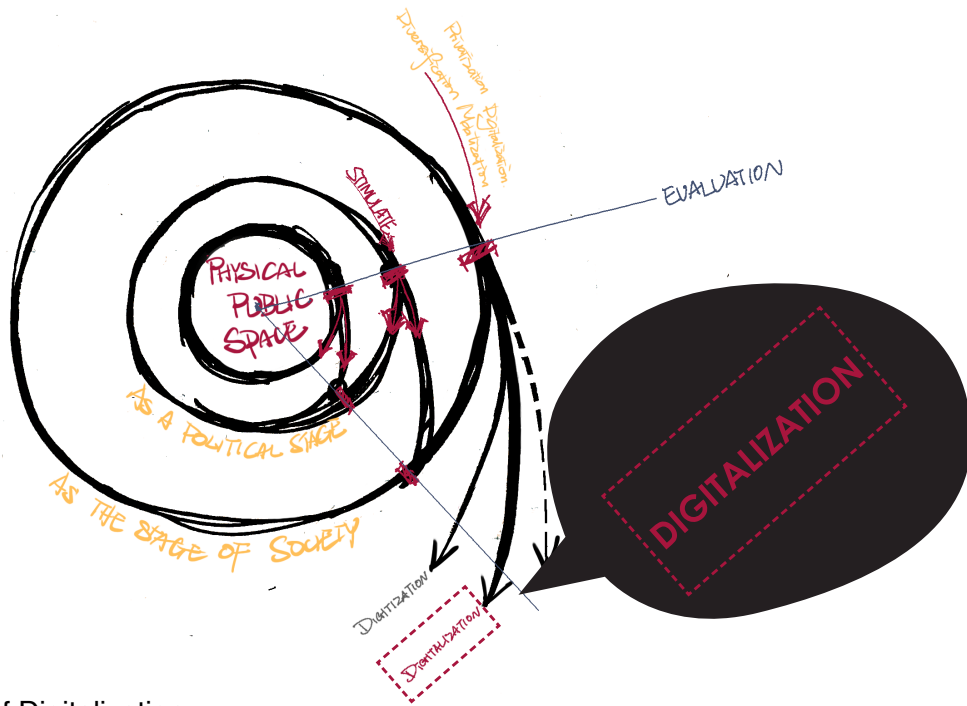 Privatization Digitalization
Diversification Mobilization
STIMULATE
EVALUATION
PHYSICAL
PUBLIC
SPACE
AS A POLITICAL STAGE
AS THE STAGE OF SOCIETY
DIGITIZATION
DIGITALIZATION
DIGITALIZATION